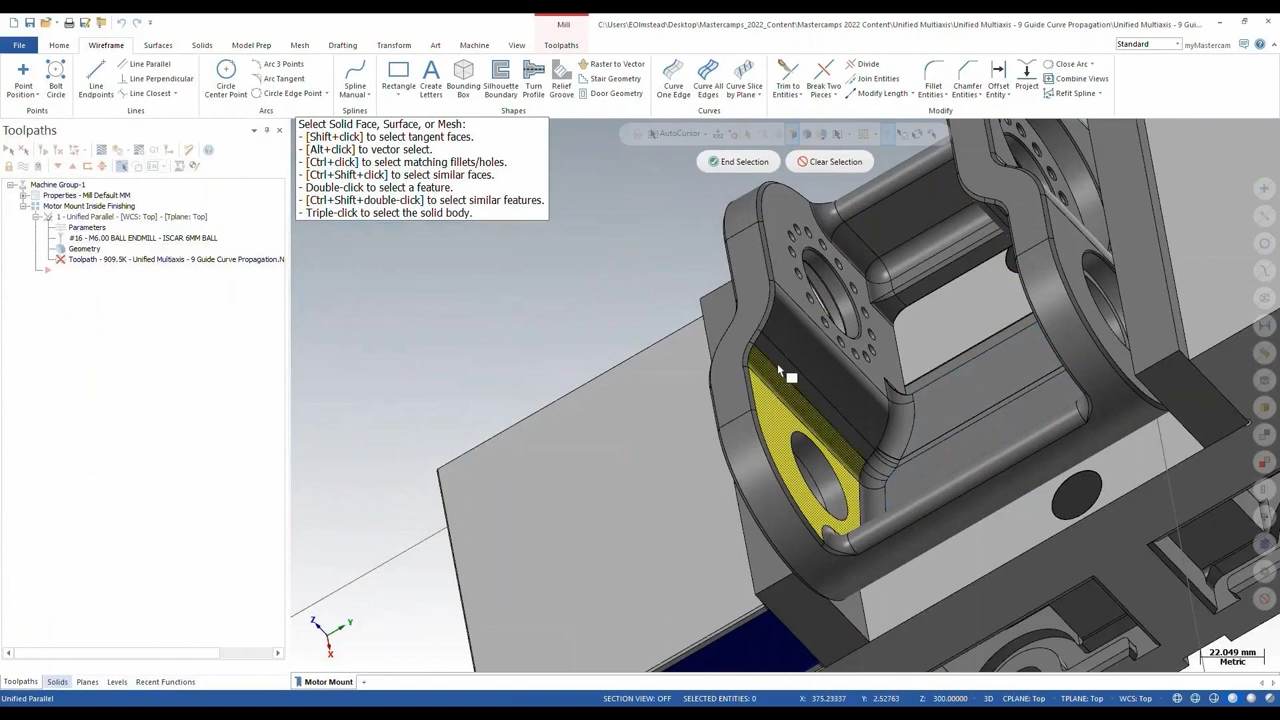 Mill
C:\Users\EOlmstead\Desktop\Mastercamps_2022_Content\Mastercamps 2022 Content\Unified Multiaxis\Unified Multiaxis - 9 Guide Curve Propagation\Unified Multiaxis - 9 Gui...
File Home Wireframe Surfaces Solids Model Prep Mesh Drafting Transform Art Machine View Toolpaths
Standard
myMastercam
Point Position
Bolt Circle
Points
Line Endpoints
Line Parallel
Line Perpendicular
Line Closest
Lines
Circle Center Point
Arc 3 Points
Arc Tangent
Circle Edge Point
Arcs
Spline Manual
Splines
Rectangle
Create Letters
Bounding Box
Silhouette Boundary
Turn Profile
Relief Groove
Raster to Vector
Stair Geometry
Door Geometry
Shapes
Curve One Edge
Curve All Edges
Curve Slice by Plane
Curves
Trim to Entities
Break Two Pieces
Divide
Join Entities
Modify Length
Fillet Entities
Chamfer Entities
Offset Entity
Project
Close Arc
Combine Views
Refit Spline
Modify
Toolpaths
Machine Group-1
Properties - Mill Default MM
Motor Mount Inside Finishing
1 - Unified Parallel - [WCS: Top] - [Tplane: Top]
Parameters
#16 - M6.00 BALL ENDMILL - ISCAR 6MM BALL
Geometry
Toolpath - 909.5K - Unified Multiaxis - 9 Guide Curve Propagation.N
Select Solid Face, Surface, or Mesh:
- [Shift+click] to select tangent faces.
- [Alt+click] to vector select.
- [Ctrl+click] to select matching fillets/holes.
- [Ctrl+Shift+click] to select similar faces.
- Double-click to select a feature.
- [Ctrl+Shift+double-click] to select similar features.
- Triple-click to select the solid body.
AutoCursor
End Selection
Clear Selection
Z
Y
X
22.049 mm
Metric
Toolpaths Solids Planes Levels Recent Functions
Motor Mount +
Unified Parallel
SECTION VIEW: OFF SELECTED ENTITIES: 0 X: 375.23337 Y: 2.52763 Z: 300.00000 3D CPLANE: Top TPLANE: Top WCS: Top